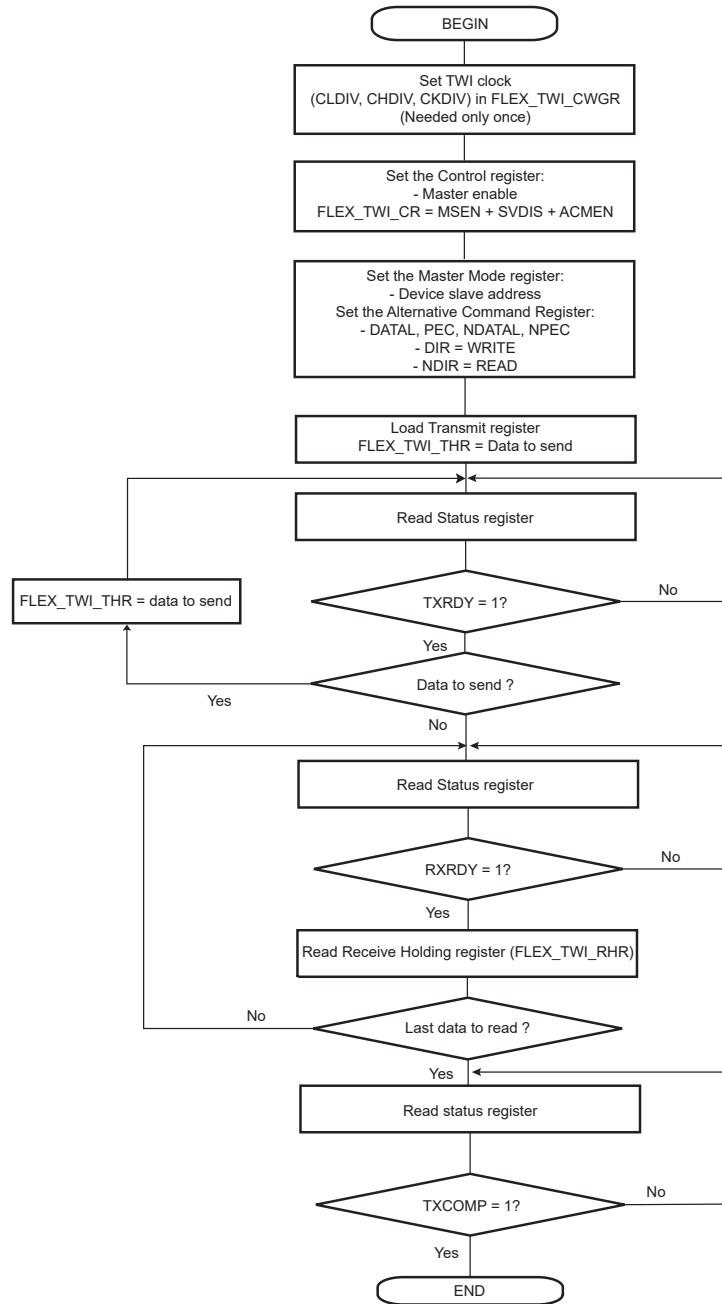 BEGIN
Set TWI clock
(CLDIV, CHDIV, CKDIV) in FLEX_TWI_CWGR
(Needed only once)
Set the Control register:
- Master enable
FLEX_TWI_CR = MSEN + SVDIS + ACMEN
Set the Master Mode register:
- Device slave address
Set the Alternative Command Register:
- DATAL, PEC, NDATAL, NPEC
- DIR = WRITE
- NDIR = READ
Load Transmit register
FLEX_TWI_THR = Data to send
Read Status register
FLEX_TWI_THR = data to send
TXRDY = 1?
No
Yes
Data to send ?
Yes
No
Read Status register
RXRDY = 1?
No
Yes
Read Receive Holding register (FLEX_TWI_RHR)
No
Last data to read ?
Yes
Read status register
TXCOMP = 1?
No
Yes
END